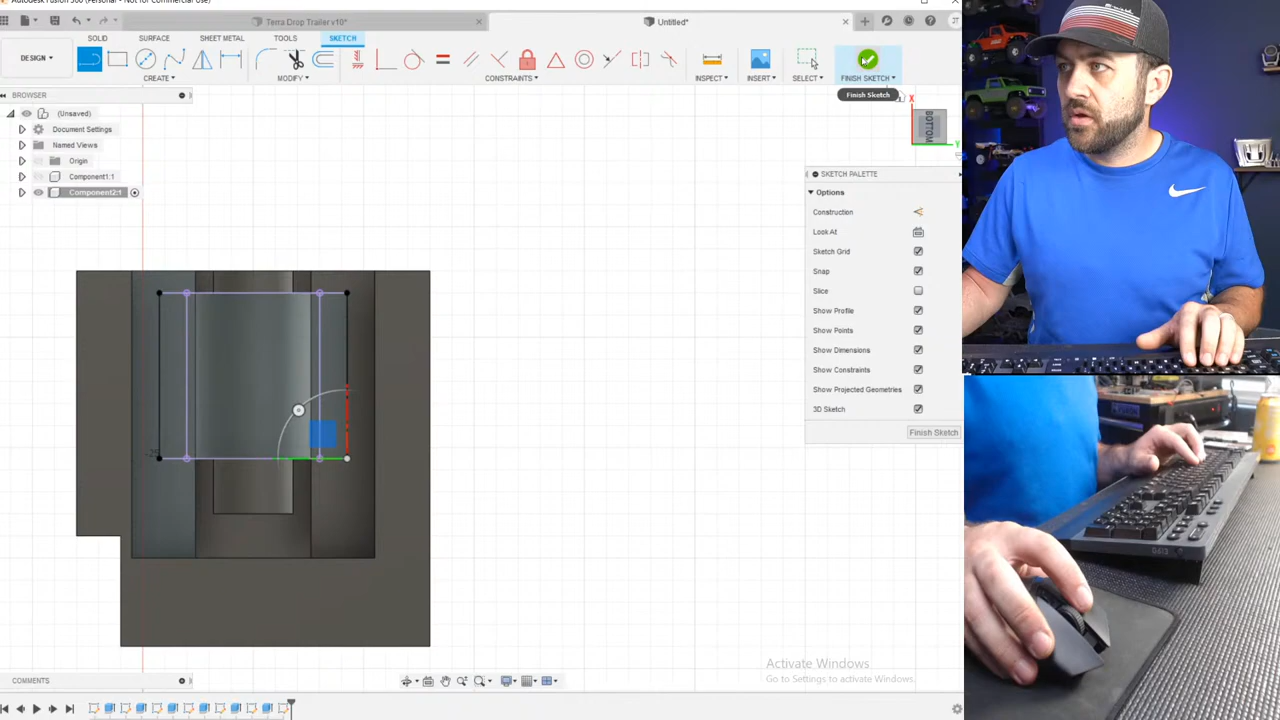 Autodesk Fusion 360 (Personal - Not for Commercial Use)
Terra Drop Trailer v10*
Untitled*
JT
SOLID
SURFACE
SHEET METAL
TOOLS
SKETCH
DESIGN
CREATE
MODIFY
CONSTRAINTS
INSPECT
INSERT
SELECT
FINISH SKETCH
Finish Sketch
BROWSER
(Unsaved)
Document Settings
Named Views
Origin
Component1:1
Component2:1
X
BOTTOM
Y
SKETCH PALETTE
Options
Construction
Look At
Sketch Grid
Snap
Slice
Show Profile
Show Points
Show Dimensions
Show Constraints
Show Projected Geometries
3D Sketch
Finish Sketch
Activate Windows
Go to Settings to activate Windows.
COMMENTS
G613